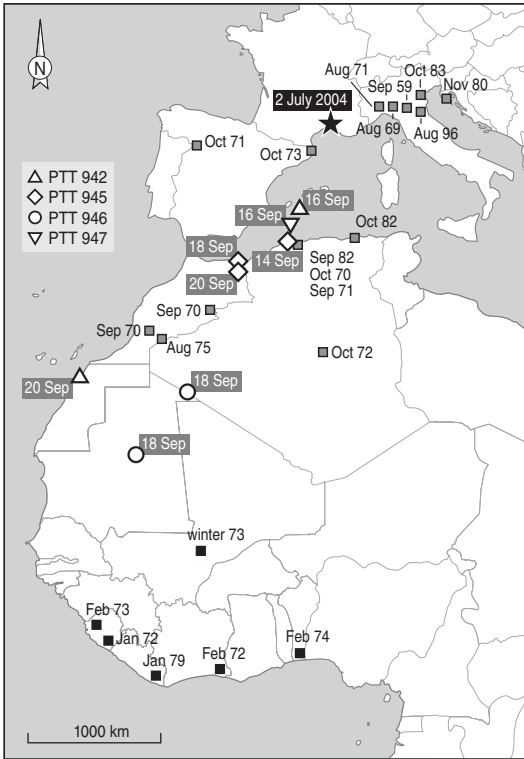 N
Aug 71
Sep 59
Oct 83
Nov 80
2 July 2004
Aug 69
Aug 96
Oct 71
Oct 73
PTT 942
PTT 945
PTT 946
PTT 947
16 Sep
16 Sep
Oct 82
18 Sep
14 Sep
Sep 82
Oct 70
Sep 71
20 Sep
Sep 70
Sep 70
Aug 75
Oct 72
20 Sep
18 Sep
18 Sep
winter 73
Feb 73
Jan 72
Jan 79
Feb 72
Feb 74
1000 km